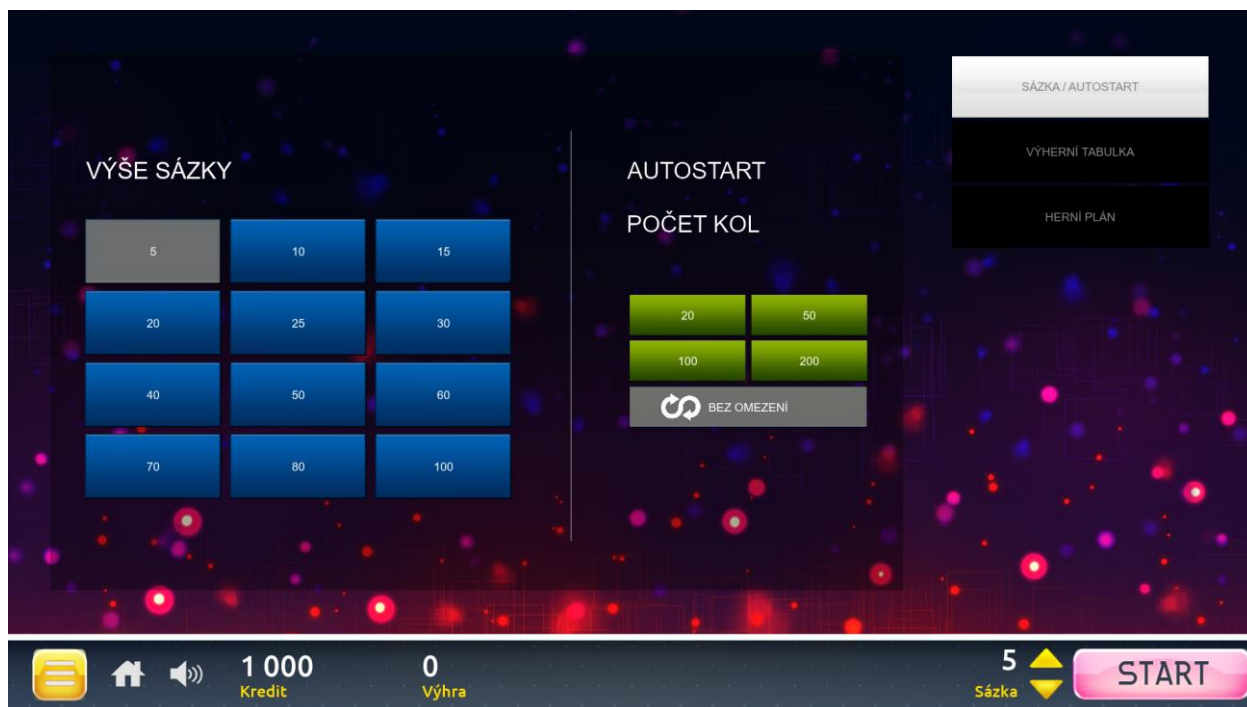 SÁZKA / AUTOSTART
VÝHERNÍ TABULKA
HERNÍ PLÁN
VÝŠE SÁZKY
5 10 15
20 25 30
40 50 60
70 80 100
AUTOSTART
POČET KOL
20 50
100 200
BEZ OMEZENÍ
1 000
Kredit
0
Výhra
5
Sázka
START